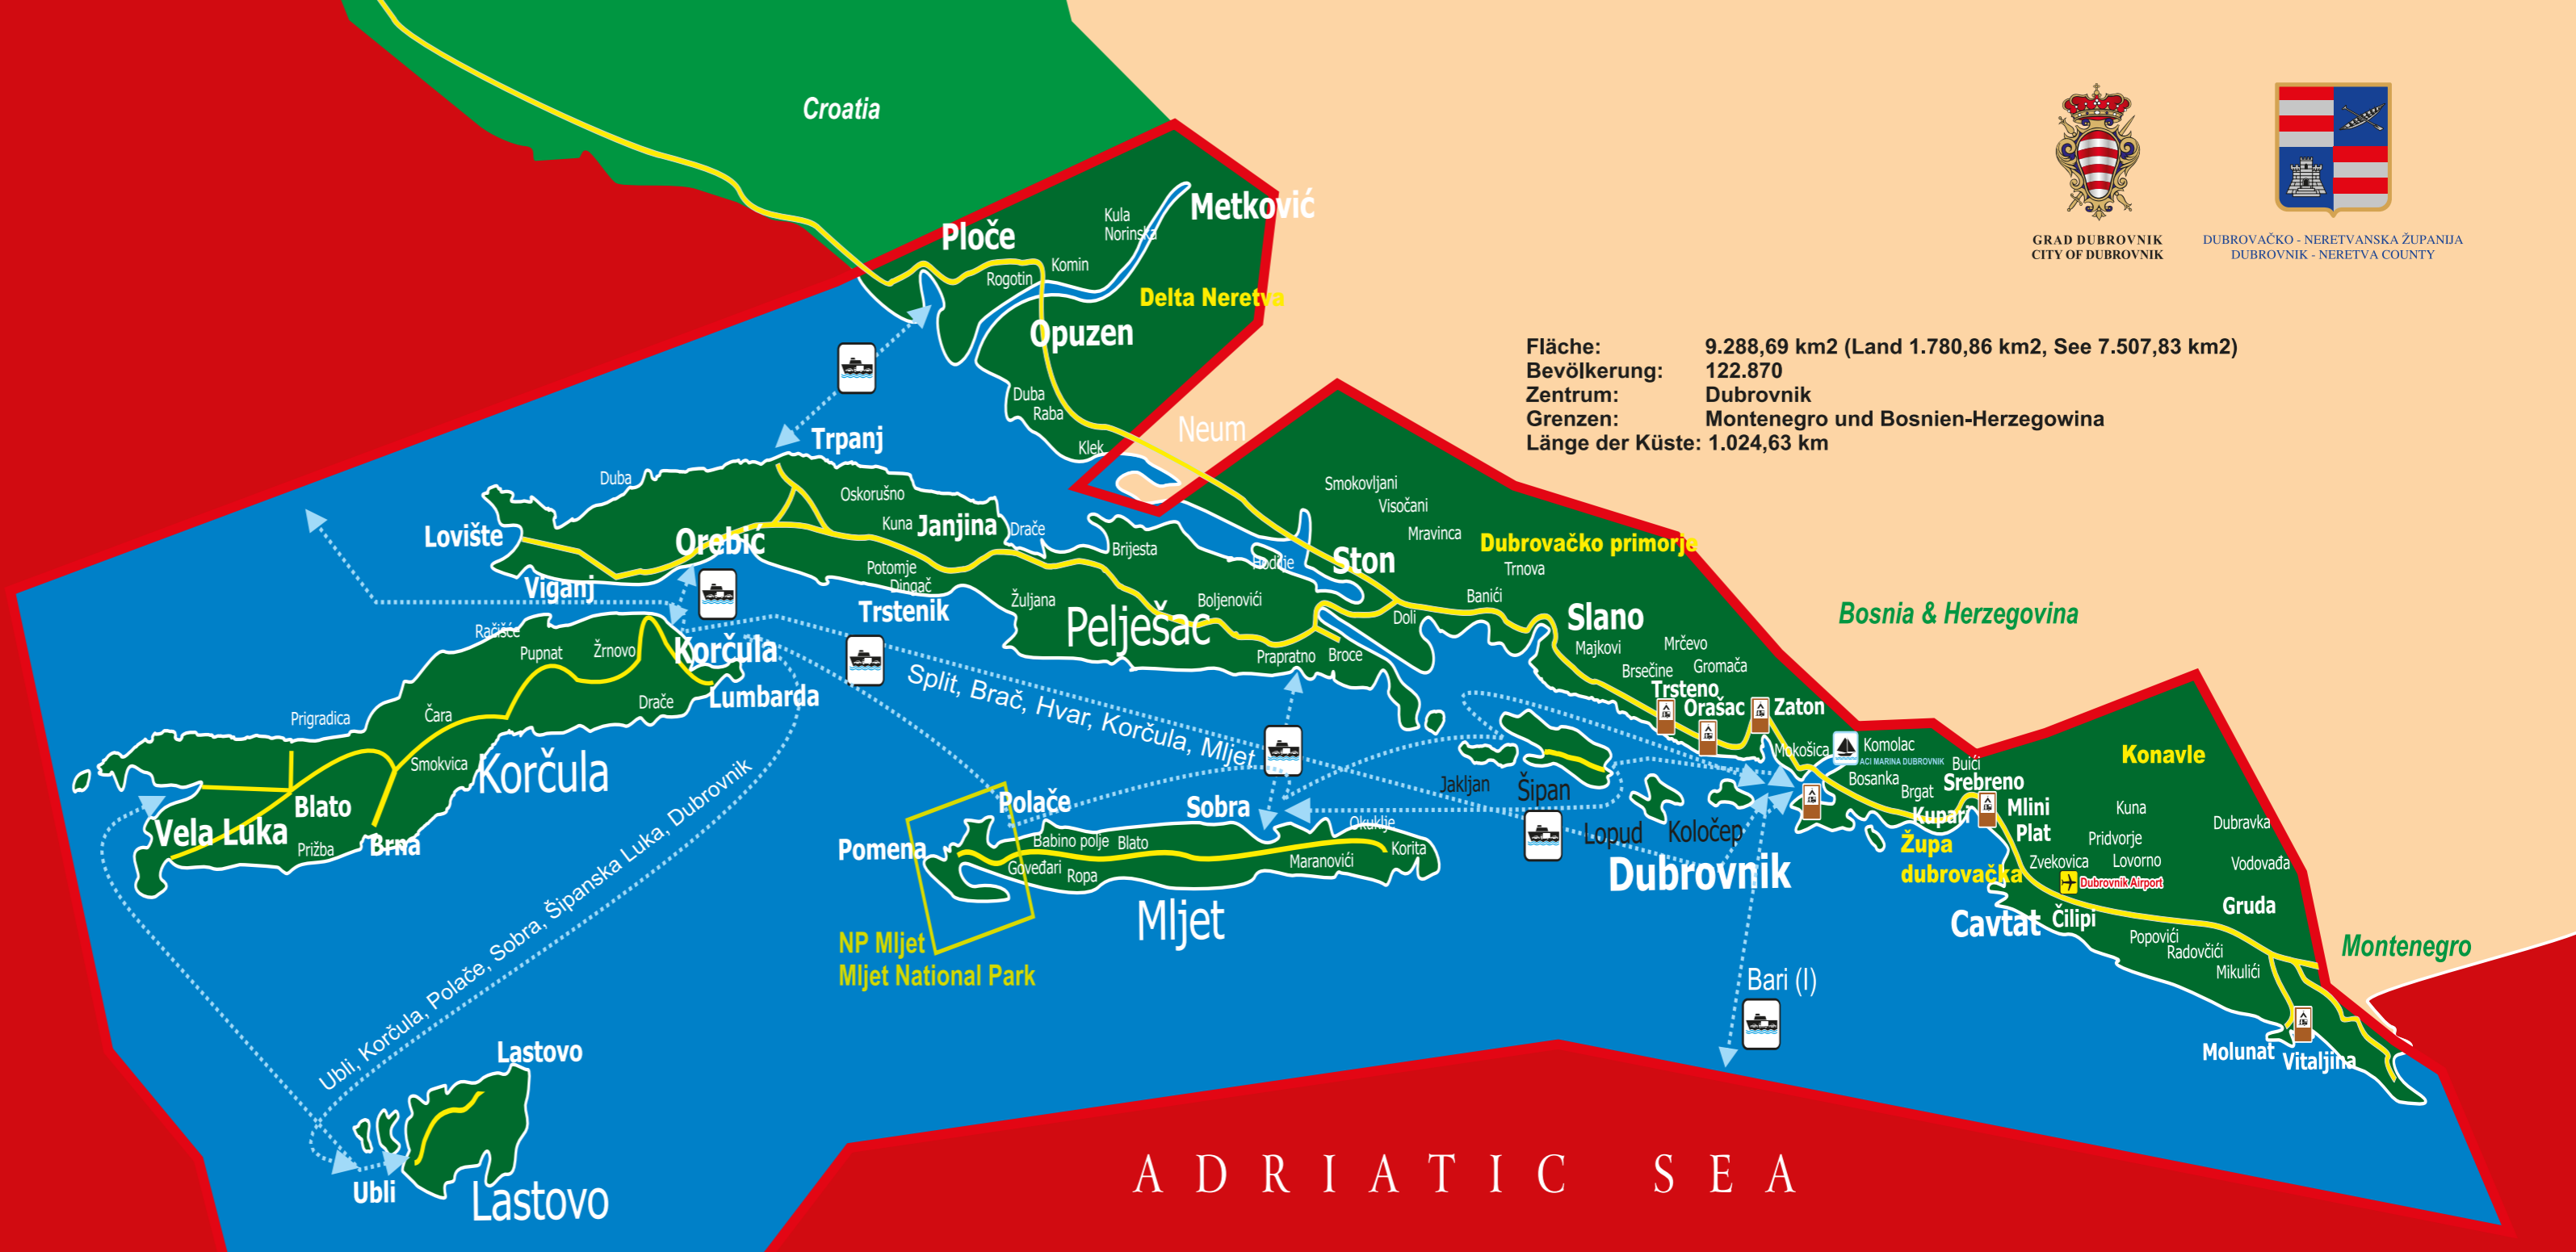 Croatia
GRAD DUBROVNIK
CITY OF DUBROVNIK
DUBROVAČKO - NERETVANSKA ŽUPANIJA
DUBROVNIK - NERETVA COUNTY
Metković
Kula
Norinska
Ploče
Komin
Rogotin
Delta Neretva
Opuzen
Fläche: 9.288,69 km2 (Land 1.780,86 km2, See 7.507,83 km2)
Bevölkerung: 122.870
Zentrum: Dubrovnik
Grenzen: Montenegro und Bosnien-Herzegowina
Länge der Küste: 1.024,63 km
Duba
Raba
Klek
Neum
Trpanj
Duba
Oskorušno
Kuna
Janjina
Drače
Lovište
Orebić
Viganj
Potomje
Dingač
Trstenik
Žuljana
Brijesta
Boljenovići
Pelješac
Hodilje
Ston
Smokovljani
Visočani
Mravinca
Dubrovačko primorje
Trnova
Banići
Doli
Slano
Prapratno
Broce
Majkovi
Mrčevo
Brsečine
Gromača
Trsteno
Orašac
Zaton
Bosnia & Herzegovina
Račišće
Pupnat
Žrnovo
Korčula
Lumbarda
Drače
Prigradica
Čara
Smokvica
Korčula
Blato
Vela Luka
Prižba
Brna
Split, Brač, Hvar, Korčula, Mljet
Ubli, Korčula, Polače, Sobra, Šipanska Luka, Dubrovnik
Polače
Sobra
Pomena
Babino polje
Blato
Goveđari
Ropa
Okuklje
Maranovići
Korita
Mljet
NP Mljet
Mljet National Park
Jakljan
Šipan
Lopud
Koločep
Dubrovnik
Mokošica
Komolac
ACI MARINA DUBROVNIK
Bosanka
Brgat
Buići
Srebreno
Kupari
Mlini
Plat
Župa
dubrovačka
Konavle
Kuna
Dubravka
Pridvorje
Zvekovica
Lovorno
Vodovađa
Dubrovnik Airport
Cavtat
Čilipi
Gruda
Popovići
Radovčići
Mikulići
Montenegro
Molunat
Vitaljina
Bari (I)
Lastovo
Ubli
Lastovo
ADRIATIC SEA